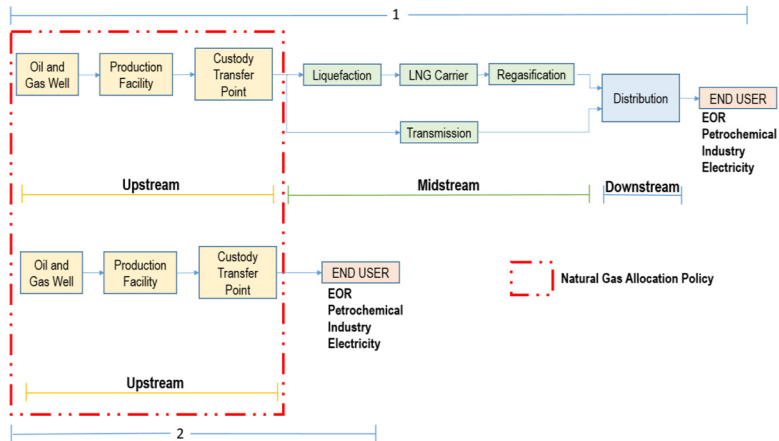 1
Oil and
Gas Well
Production
Facility
Custody
Transfer
Point
Liquefaction
LNG Carrier
Regasification
Transmission
Distribution
END USER
EOR
Petrochemical
Industry
Electricity
Upstream
Midstream
Downstream
Oil and
Gas Well
Production
Facility
Custody
Transfer
Point
END USER
EOR
Petrochemical
Industry
Electricity
Natural Gas Allocation Policy
Upstream
2